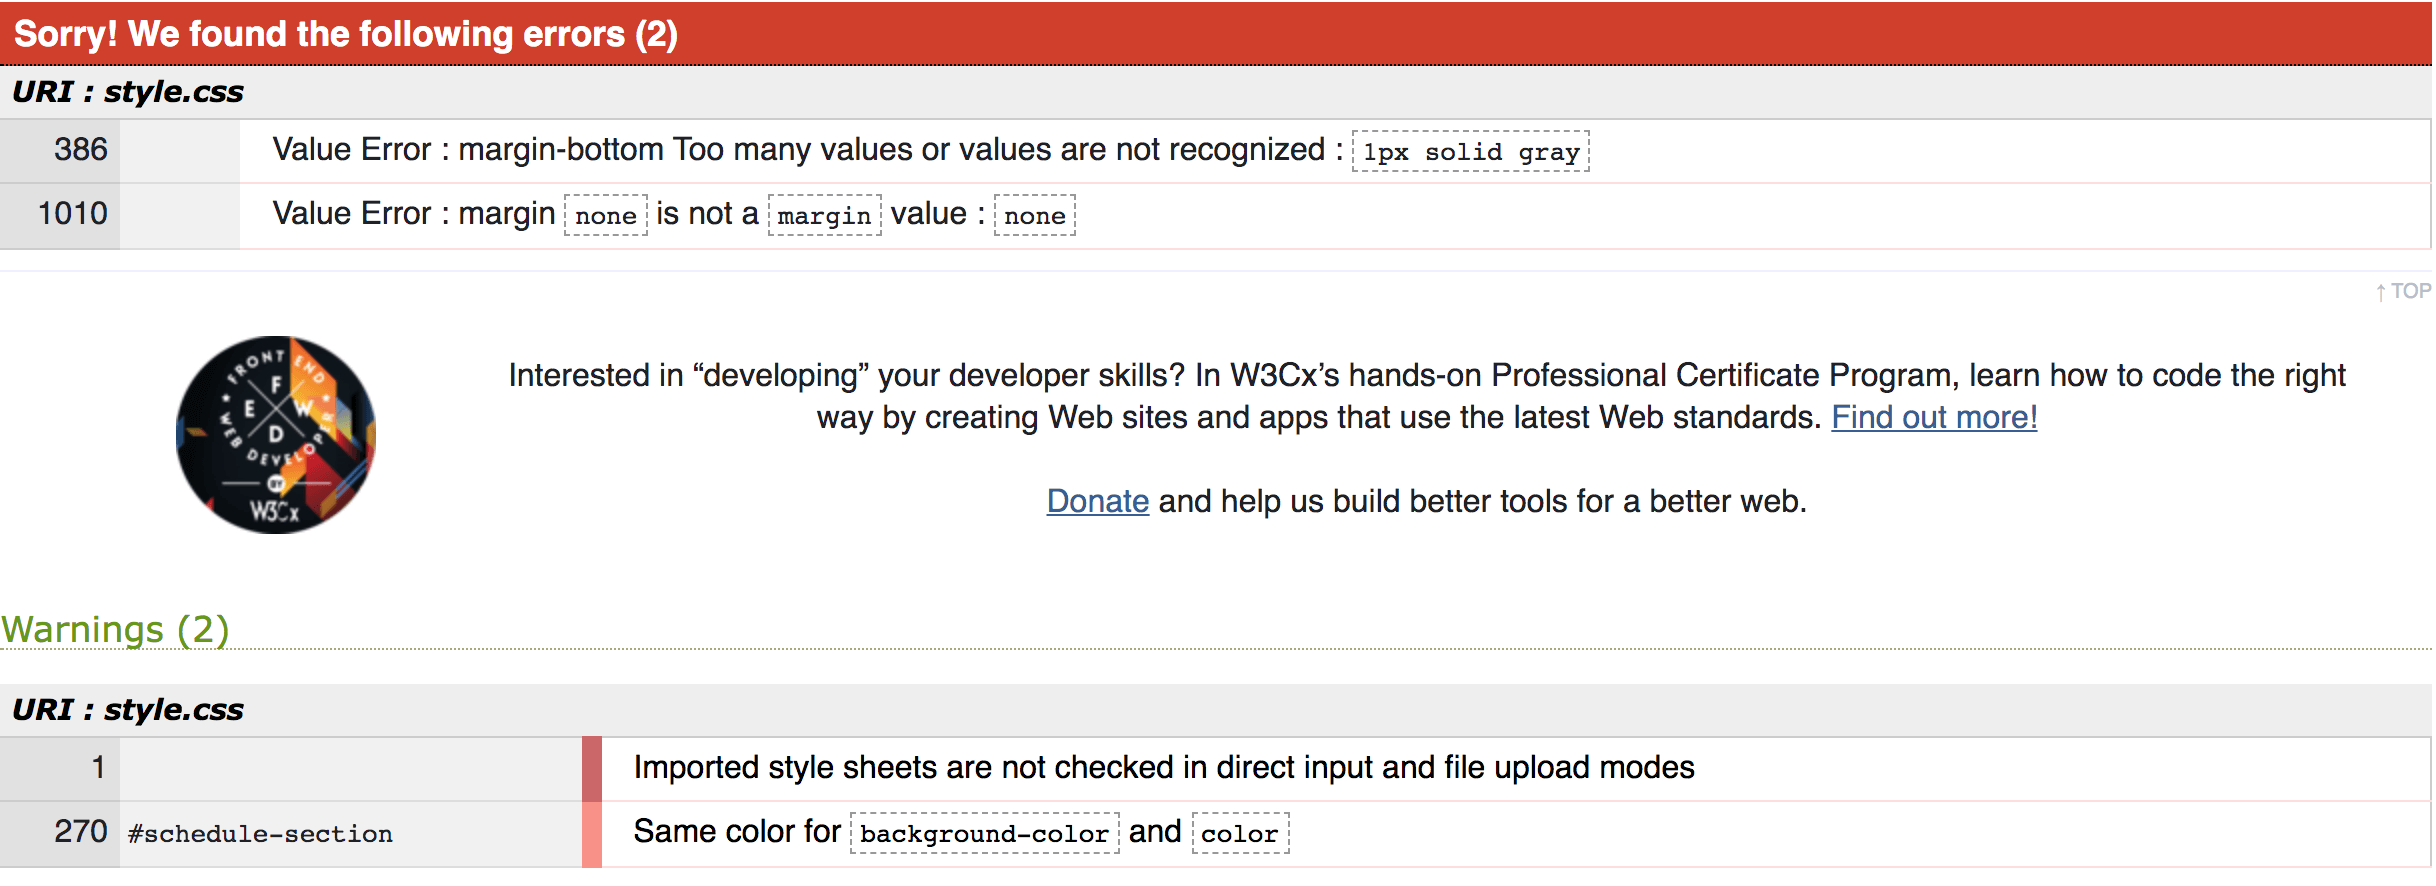 Sorry! We found the following errors (2)
URI : style.css
386 Value Error : margin-bottom Too many values or values are not recognized : 1px solid gray
1010 Value Error : margin none is not a margin value : none
↑ TOP
FRONT END
WEB DEVELOPER
F
E W
D
BY
W3Cx
Interested in “developing” your developer skills? In W3Cx’s hands-on Professional Certificate Program, learn how to code the right
way by creating Web sites and apps that use the latest Web standards. Find out more!
Donate and help us build better tools for a better web.
Warnings (2)
URI : style.css
1 Imported style sheets are not checked in direct input and file upload modes
270 #schedule-section Same color for background-color and color